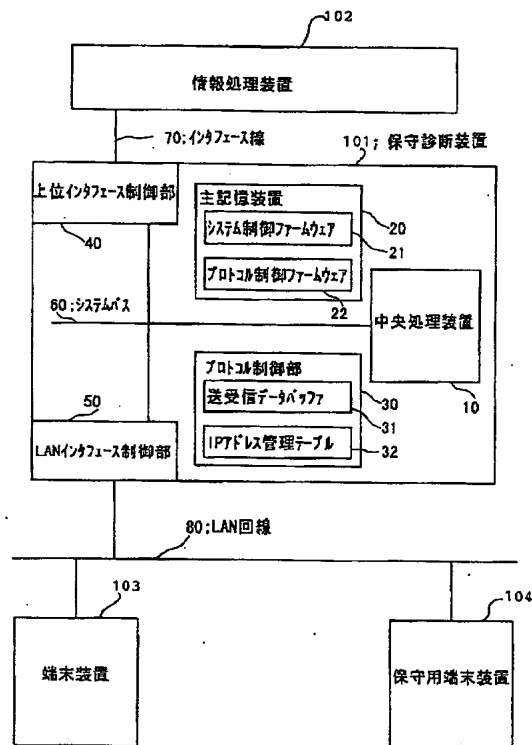 102
情報処理装置
70;インタフェース線
101; 保守診断装置
上位インタフェース制御部
40
主記憶装置
20
システム制御ファームウェア
21
プロトコル制御ファームウェア
22
60;システムバス
中央処理装置
10
プロトコル制御部
30
送受信データバッファ
31
IPアドレス管理テーブル
32
50
LANインタフェース制御部
80;LAN回線
103
端末装置
104
保守用端末装置